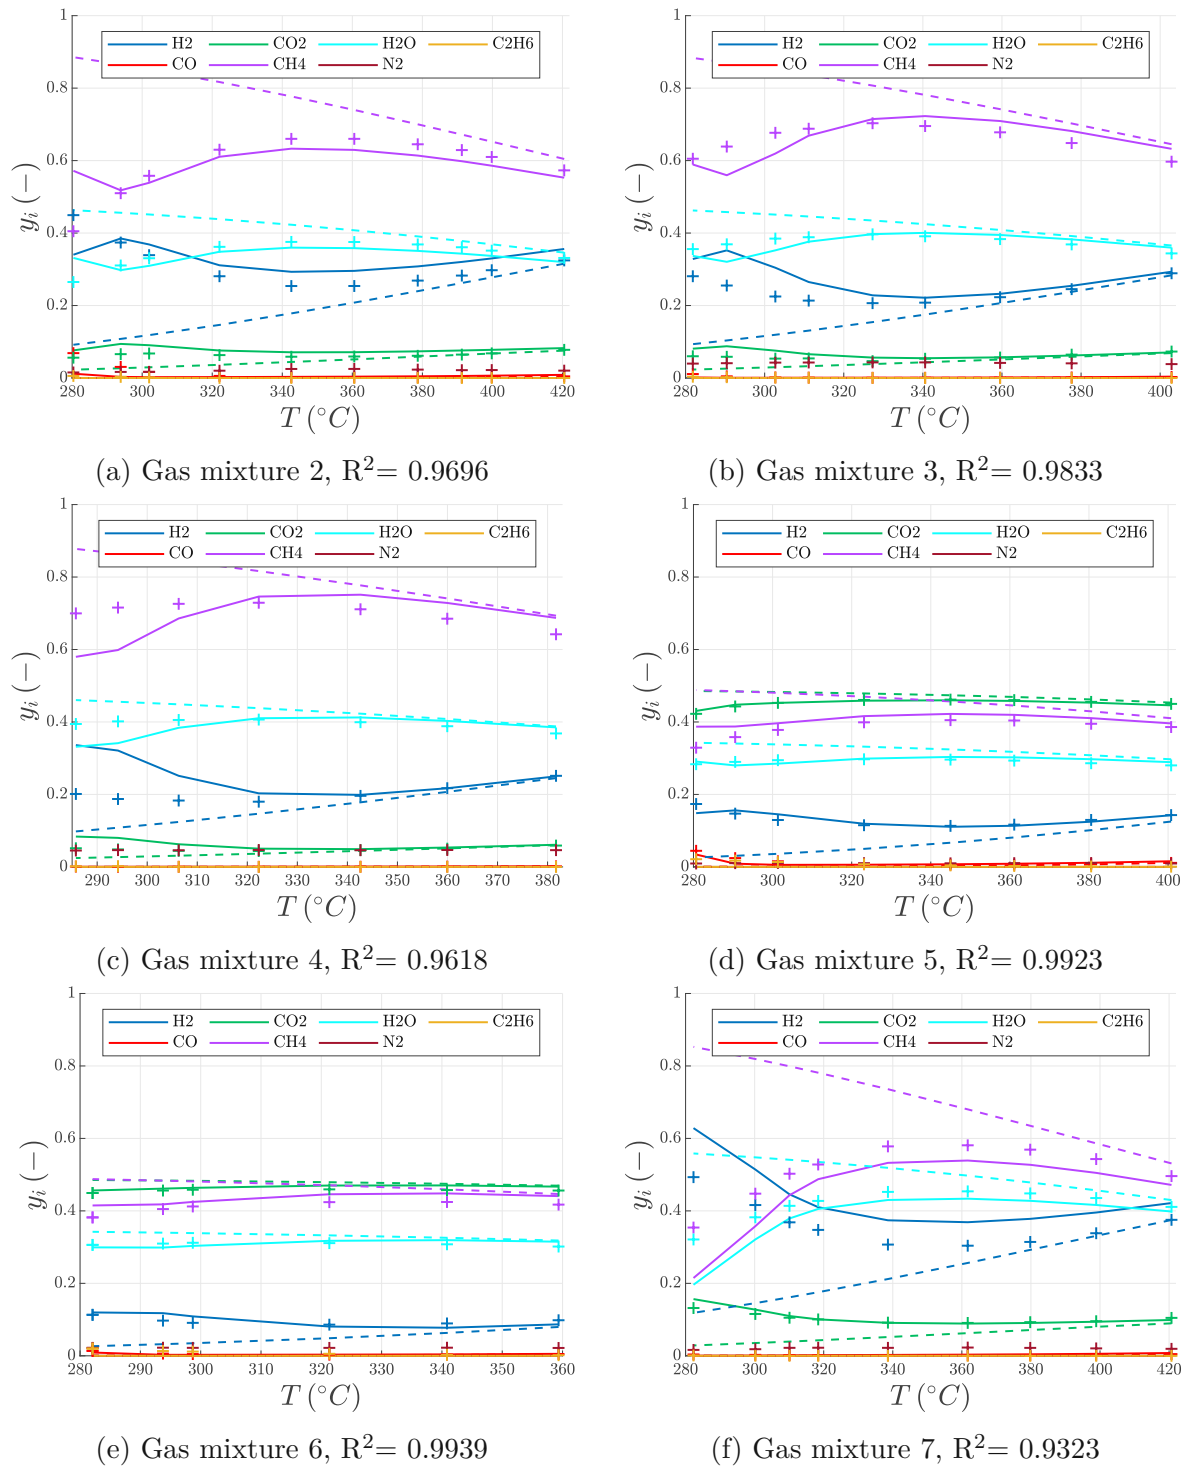 1
0.8
0.6
0.4
0.2
0
y_i (−)
H2 CO2 H2O C2H6
CO CH4 N2
280 300 320 340 360 380 400 420
T (°C)
(a) Gas mixture 2, R²= 0.9696
1
0.8
0.6
0.4
0.2
0
y_i (−)
H2 CO2 H2O C2H6
CO CH4 N2
280 300 320 340 360 380 400
T (°C)
(b) Gas mixture 3, R²= 0.9833
1
0.8
0.6
0.4
0.2
0
y_i (−)
H2 CO2 H2O C2H6
CO CH4 N2
290 300 310 320 330 340 350 360 370 380
T (°C)
(c) Gas mixture 4, R²= 0.9618
1
0.8
0.6
0.4
0.2
0
y_i (−)
H2 CO2 H2O C2H6
CO CH4 N2
280 300 320 340 360 380 400
T (°C)
(d) Gas mixture 5, R²= 0.9923
1
0.8
0.6
0.4
0.2
0
y_i (−)
H2 CO2 H2O C2H6
CO CH4 N2
280 290 300 310 320 330 340 350 360
T (°C)
(e) Gas mixture 6, R²= 0.9939
1
0.8
0.6
0.4
0.2
0
y_i (−)
H2 CO2 H2O C2H6
CO CH4 N2
280 300 320 340 360 380 400 420
T (°C)
(f) Gas mixture 7, R²= 0.9323